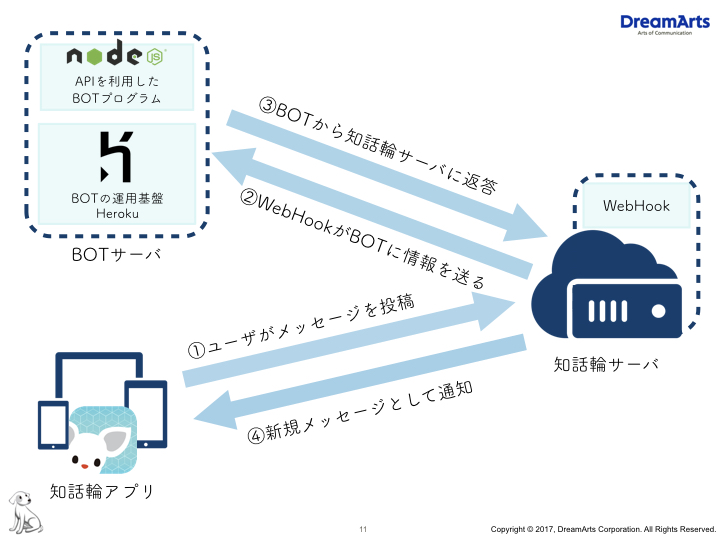 DreamArts
Arts of Communication
node
JS
APIを利用した
BOTプログラム
BOTの運用基盤
Heroku
BOTサーバ
③BOTから知話輪サーバに返答
②WebHookがBOTに情報を送る
WebHook
知話輪サーバ
①ユーザがメッセージを投稿
④新規メッセージとして通知
知話輪アプリ
11
Copyright © 2017, DreamArts Corporation. All Rights Reserved.